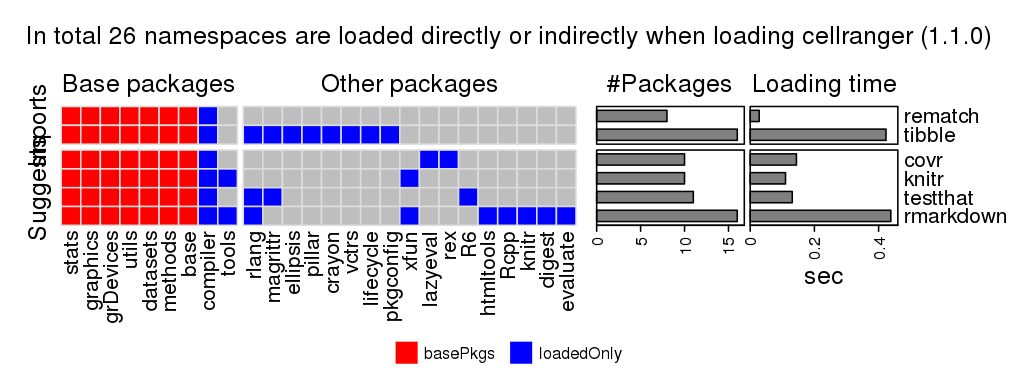 In total 26 namespaces are loaded directly or indirectly when loading cellranger (1.1.0)
Base packages
Other packages
#Packages
Loading time
Imports
rematch
tibble
Suggests
covr
knitr
testthat
rmarkdown
stats
graphics
grDevices
utils
datasets
methods
base
compiler
tools
rlang
magrittr
ellipsis
pillar
crayon
vctrs
lifecycle
pkgconfig
xfun
lazyeval
rex
R6
htmltools
Rcpp
knitr
digest
evaluate
0
5
10
15
0
0.2
0.4
sec
basePkgs
loadedOnly